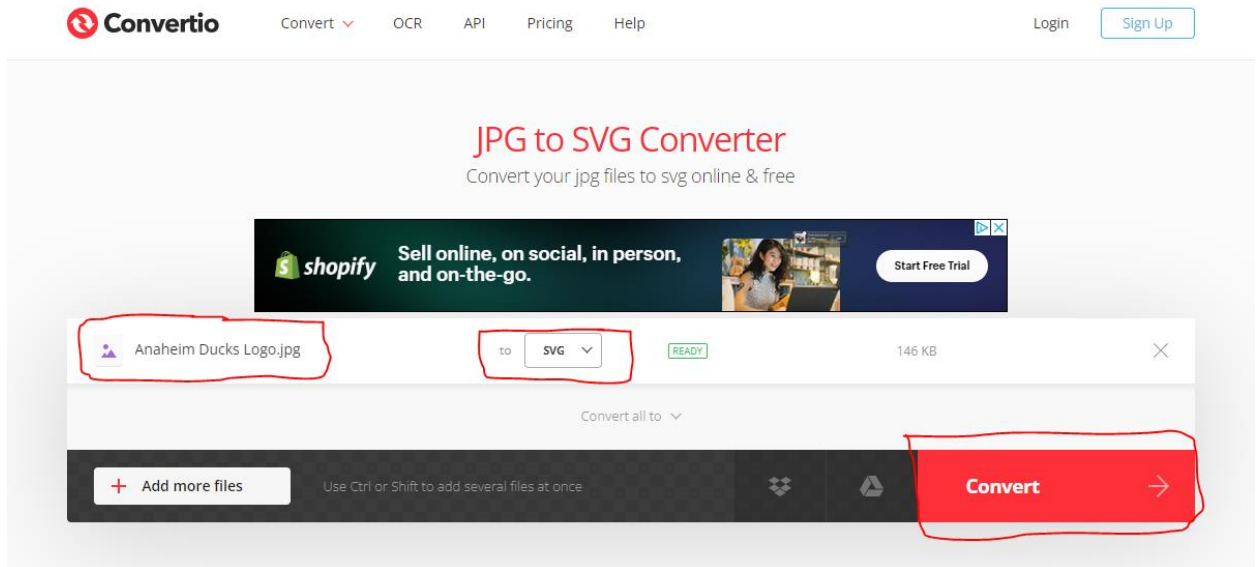 Convertio Convert OCR API Pricing Help Login Sign Up
JPG to SVG Converter
Convert your jpg files to svg online & free
shopify
Sell online, on social, in person,
and on-the-go.
Start Free Trial
Anaheim Ducks Logo.jpg to SVG READY 146 KB
Convert all to
Add more files Use Ctrl or Shift to add several files at once Convert